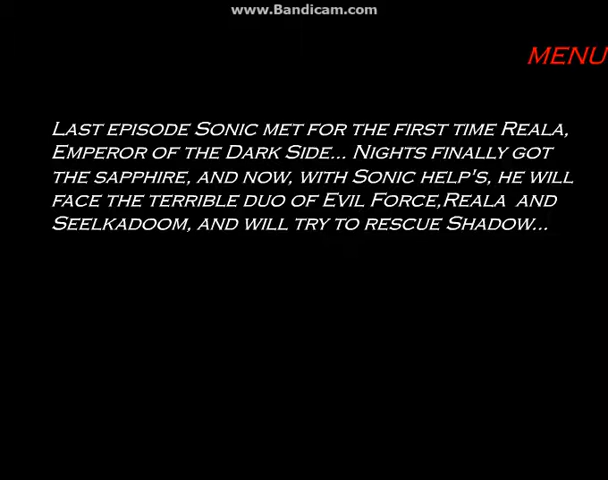 www.Bandicam.com
MENU
Last episode Sonic met for the first time Reala,
Emperor of the Dark Side... Nights finally got
the sapphire, and now, with Sonic help's, he will
face the terrible duo of Evil Force,Reala and
Seelkadoom, and will try to rescue Shadow...